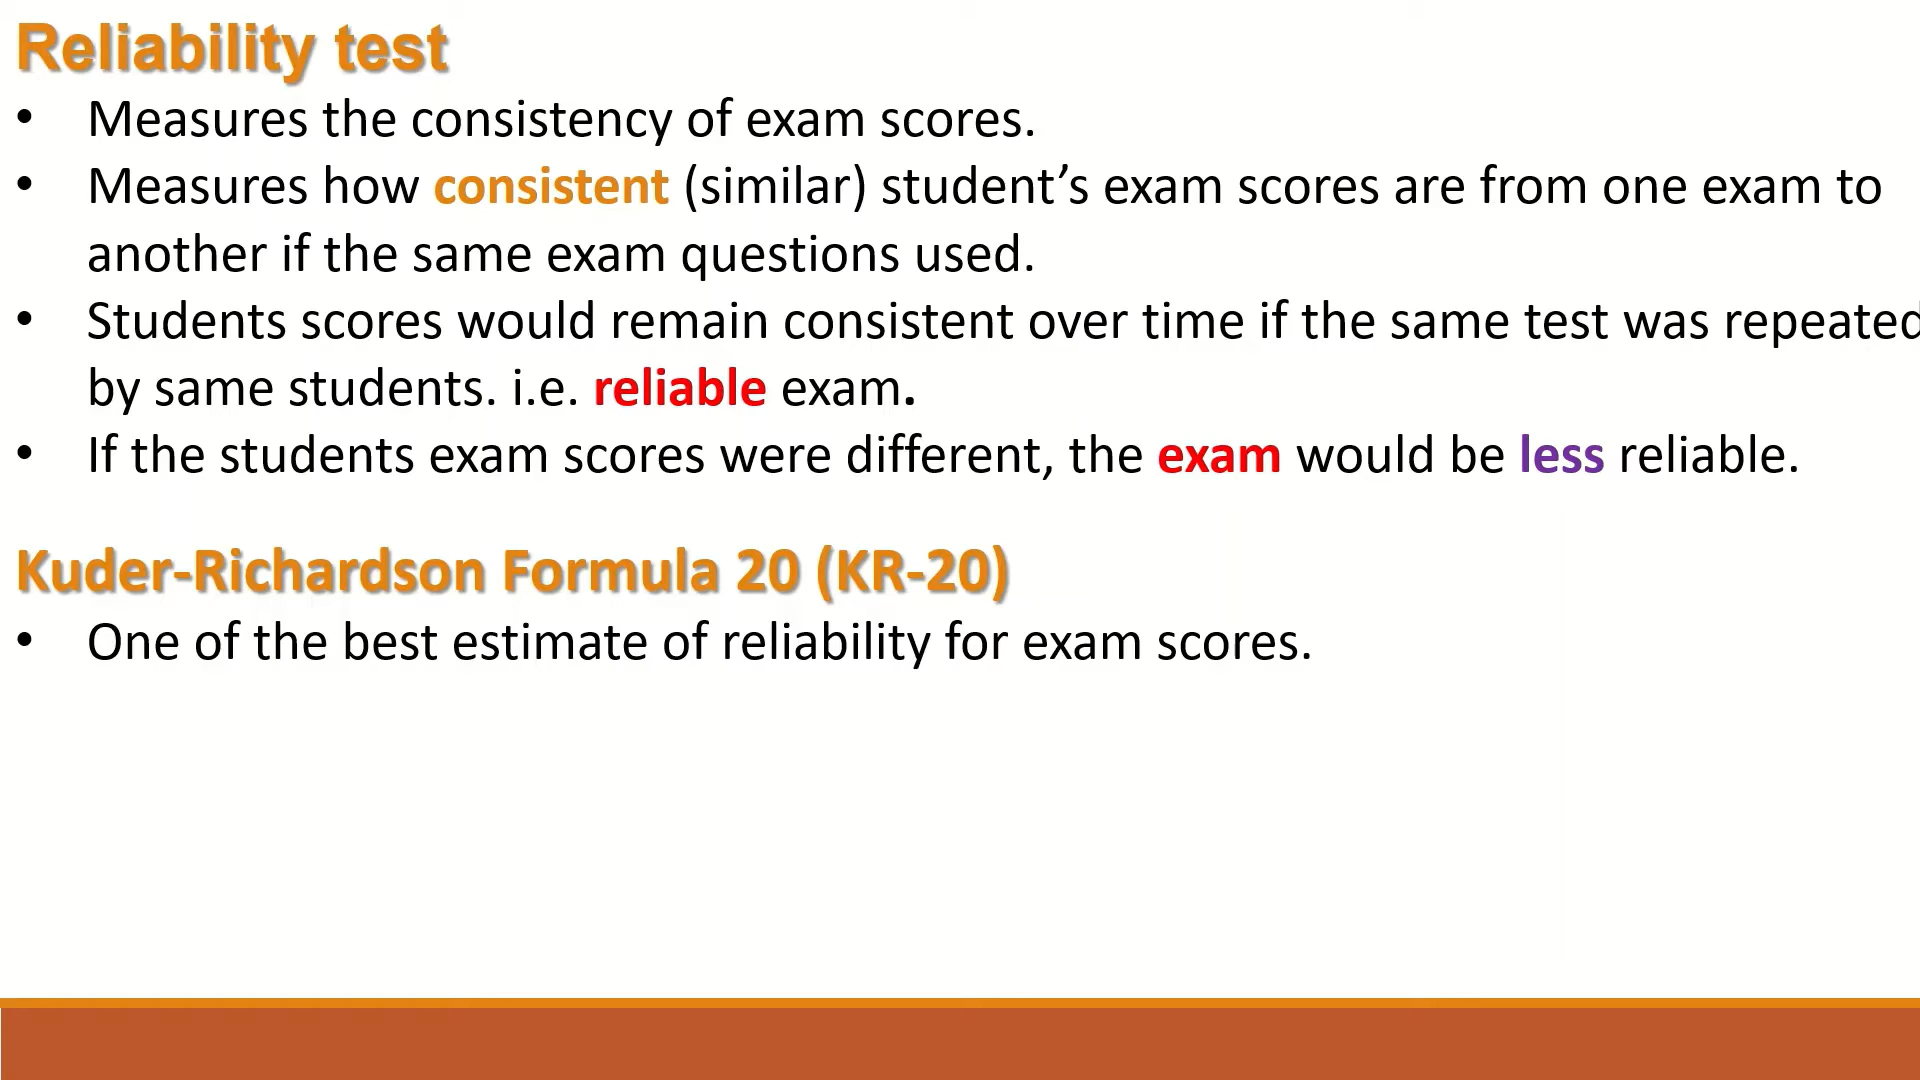 Reliability test
• Measures the consistency of exam scores.
• Measures how consistent (similar) student’s exam scores are from one exam to
another if the same exam questions used.
• Students scores would remain consistent over time if the same test was repeated
by same students. i.e. reliable exam.
• If the students exam scores were different, the exam would be less reliable.
Kuder-Richardson Formula 20 (KR-20)
• One of the best estimate of reliability for exam scores.